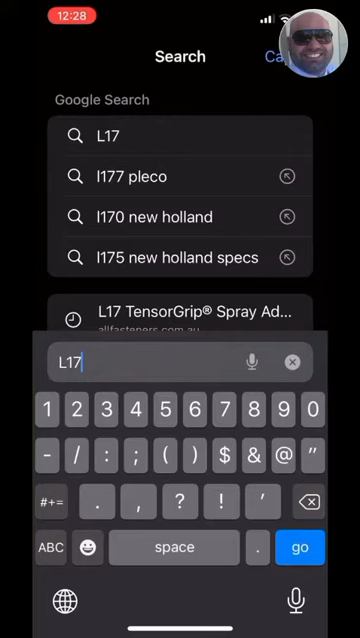 12:28
Search
Google Search
L17
l177 pleco
l170 new holland
l175 new holland specs
L17 TensorGrip® Spray Ad...
allfasteners.com.au
L17
1 2 3 4 5 6 7 8 9 0
- / : ; ( ) $ & @ "
#+= . , ? ! '
ABC space . go